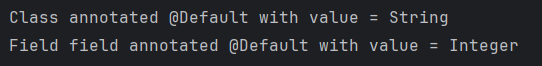 Class annotated @Default with value = String
Field field annotated @Default with value = Integer